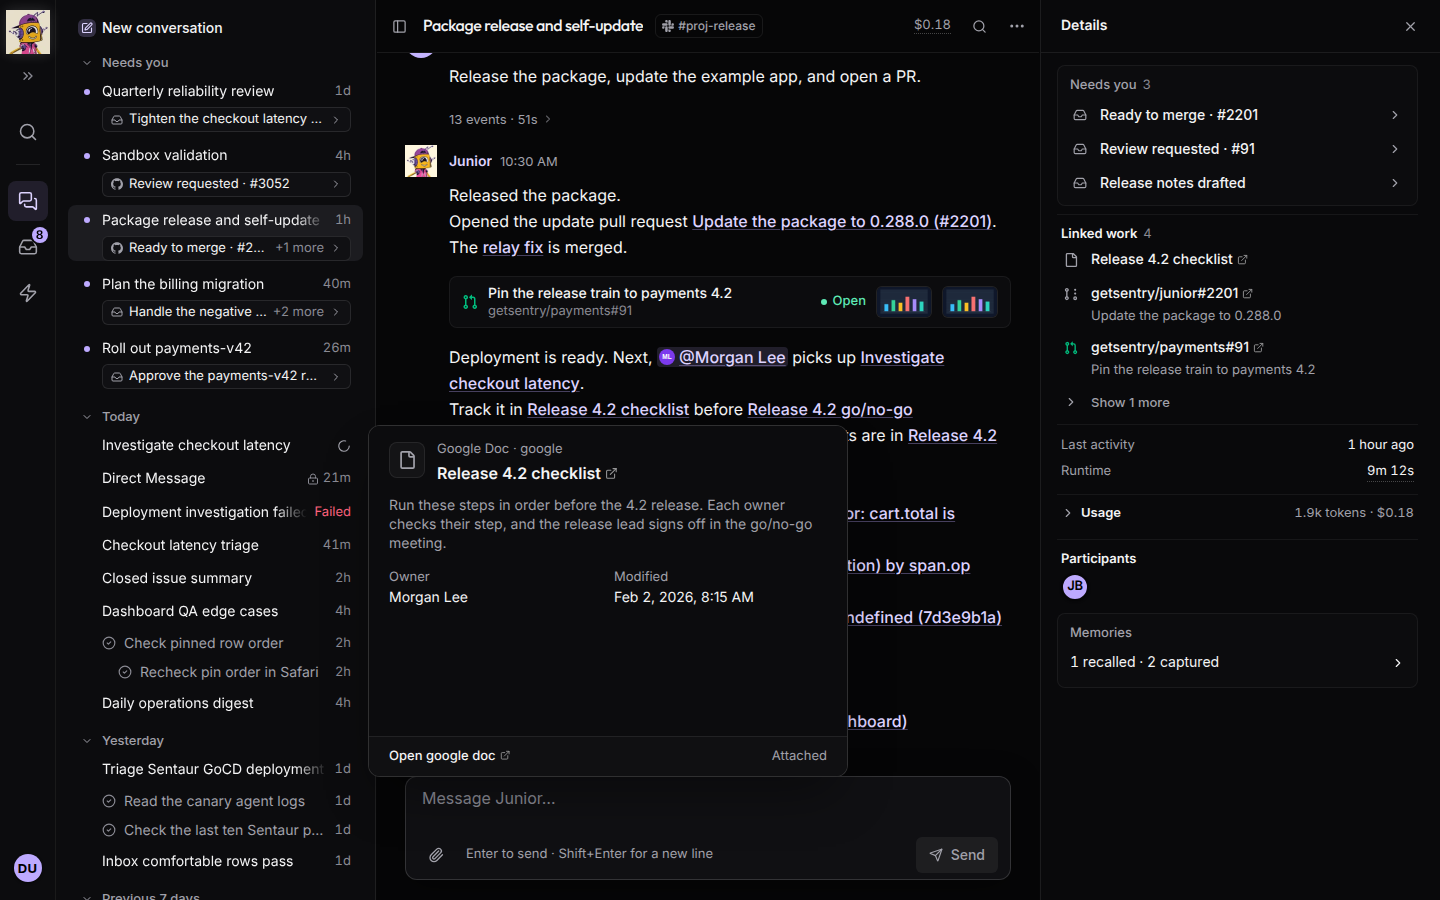 New conversation
Needs you
Quarterly reliability review 1d
Tighten the checkout latency ...
Sandbox validation 4h
Review requested · #3052
Package release and self-update 1h
Ready to merge · #2... +1 more
Plan the billing migration 40m
Handle the negative ... +2 more
Roll out payments-v42 26m
Approve the payments-v42 r...
Today
Investigate checkout latency
Direct Message 21m
Deployment investigation failed Failed
Checkout latency triage 41m
Closed issue summary 2h
Dashboard QA edge cases 4h
Check pinned row order 2h
Recheck pin order in Safari 2h
Daily operations digest 4h
Yesterday
Triage Sentaur GoCD deployment 1d
Read the canary agent logs 1d
Check the last ten Sentaur p... 1d
Inbox comfortable rows pass 1d
Previous 7 days
8
DU
Package release and self-update #proj-release $0.18
Release the package, update the example app, and open a PR.
13 events · 51s
Junior 10:30 AM
Released the package.
Opened the update pull request Update the package to 0.288.0 (#2201).
The relay fix is merged.
Pin the release train to payments 4.2
getsentry/payments#91
Open
Deployment is ready. Next, ML @Morgan Lee picks up Investigate
checkout latency.
Track it in Release 4.2 checklist before Release 4.2 go/no-go
s are in Release 4.2
or: cart.total is
tion) by span.op
ndefined (7d3e9b1a)
hboard)
Google Doc · google
Release 4.2 checklist
Run these steps in order before the 4.2 release. Each owner
checks their step, and the release lead signs off in the go/no-go
meeting.
Owner Modified
Morgan Lee Feb 2, 2026, 8:15 AM
Open google doc Attached
Message Junior...
Enter to send · Shift+Enter for a new line
Send
Details
Needs you 3
Ready to merge · #2201
Review requested · #91
Release notes drafted
Linked work 4
Release 4.2 checklist
getsentry/junior#2201
Update the package to 0.288.0
getsentry/payments#91
Pin the release train to payments 4.2
Show 1 more
Last activity 1 hour ago
Runtime 9m 12s
Usage 1.9k tokens · $0.18
Participants
JB
Memories
1 recalled · 2 captured